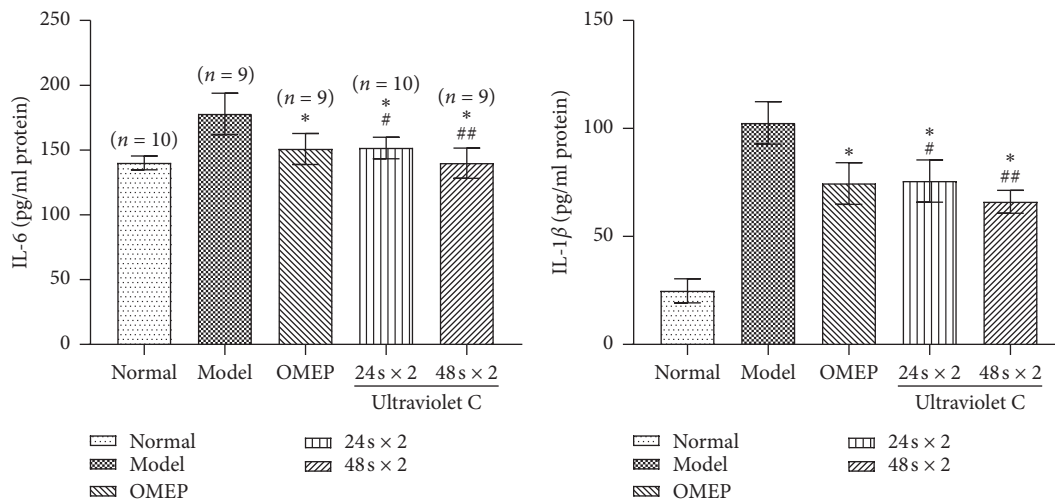 250
200
150
100
50
0
IL-6 (pg/ml protein)
(n = 10)
(n = 9)
(n = 9)
*
(n = 10)
*
#
(n = 9)
*
##
Normal Model OMEP 24 s × 2 48 s × 2
Ultraviolet C
Normal
Model
OMEP
24 s × 2
48 s × 2
150
100
50
0
IL-1β (pg/ml protein)
*
*
#
*
##
Normal Model OMEP 24 s × 2 48 s × 2
Ultraviolet C
Normal
Model
OMEP
24 s × 2
48 s × 2